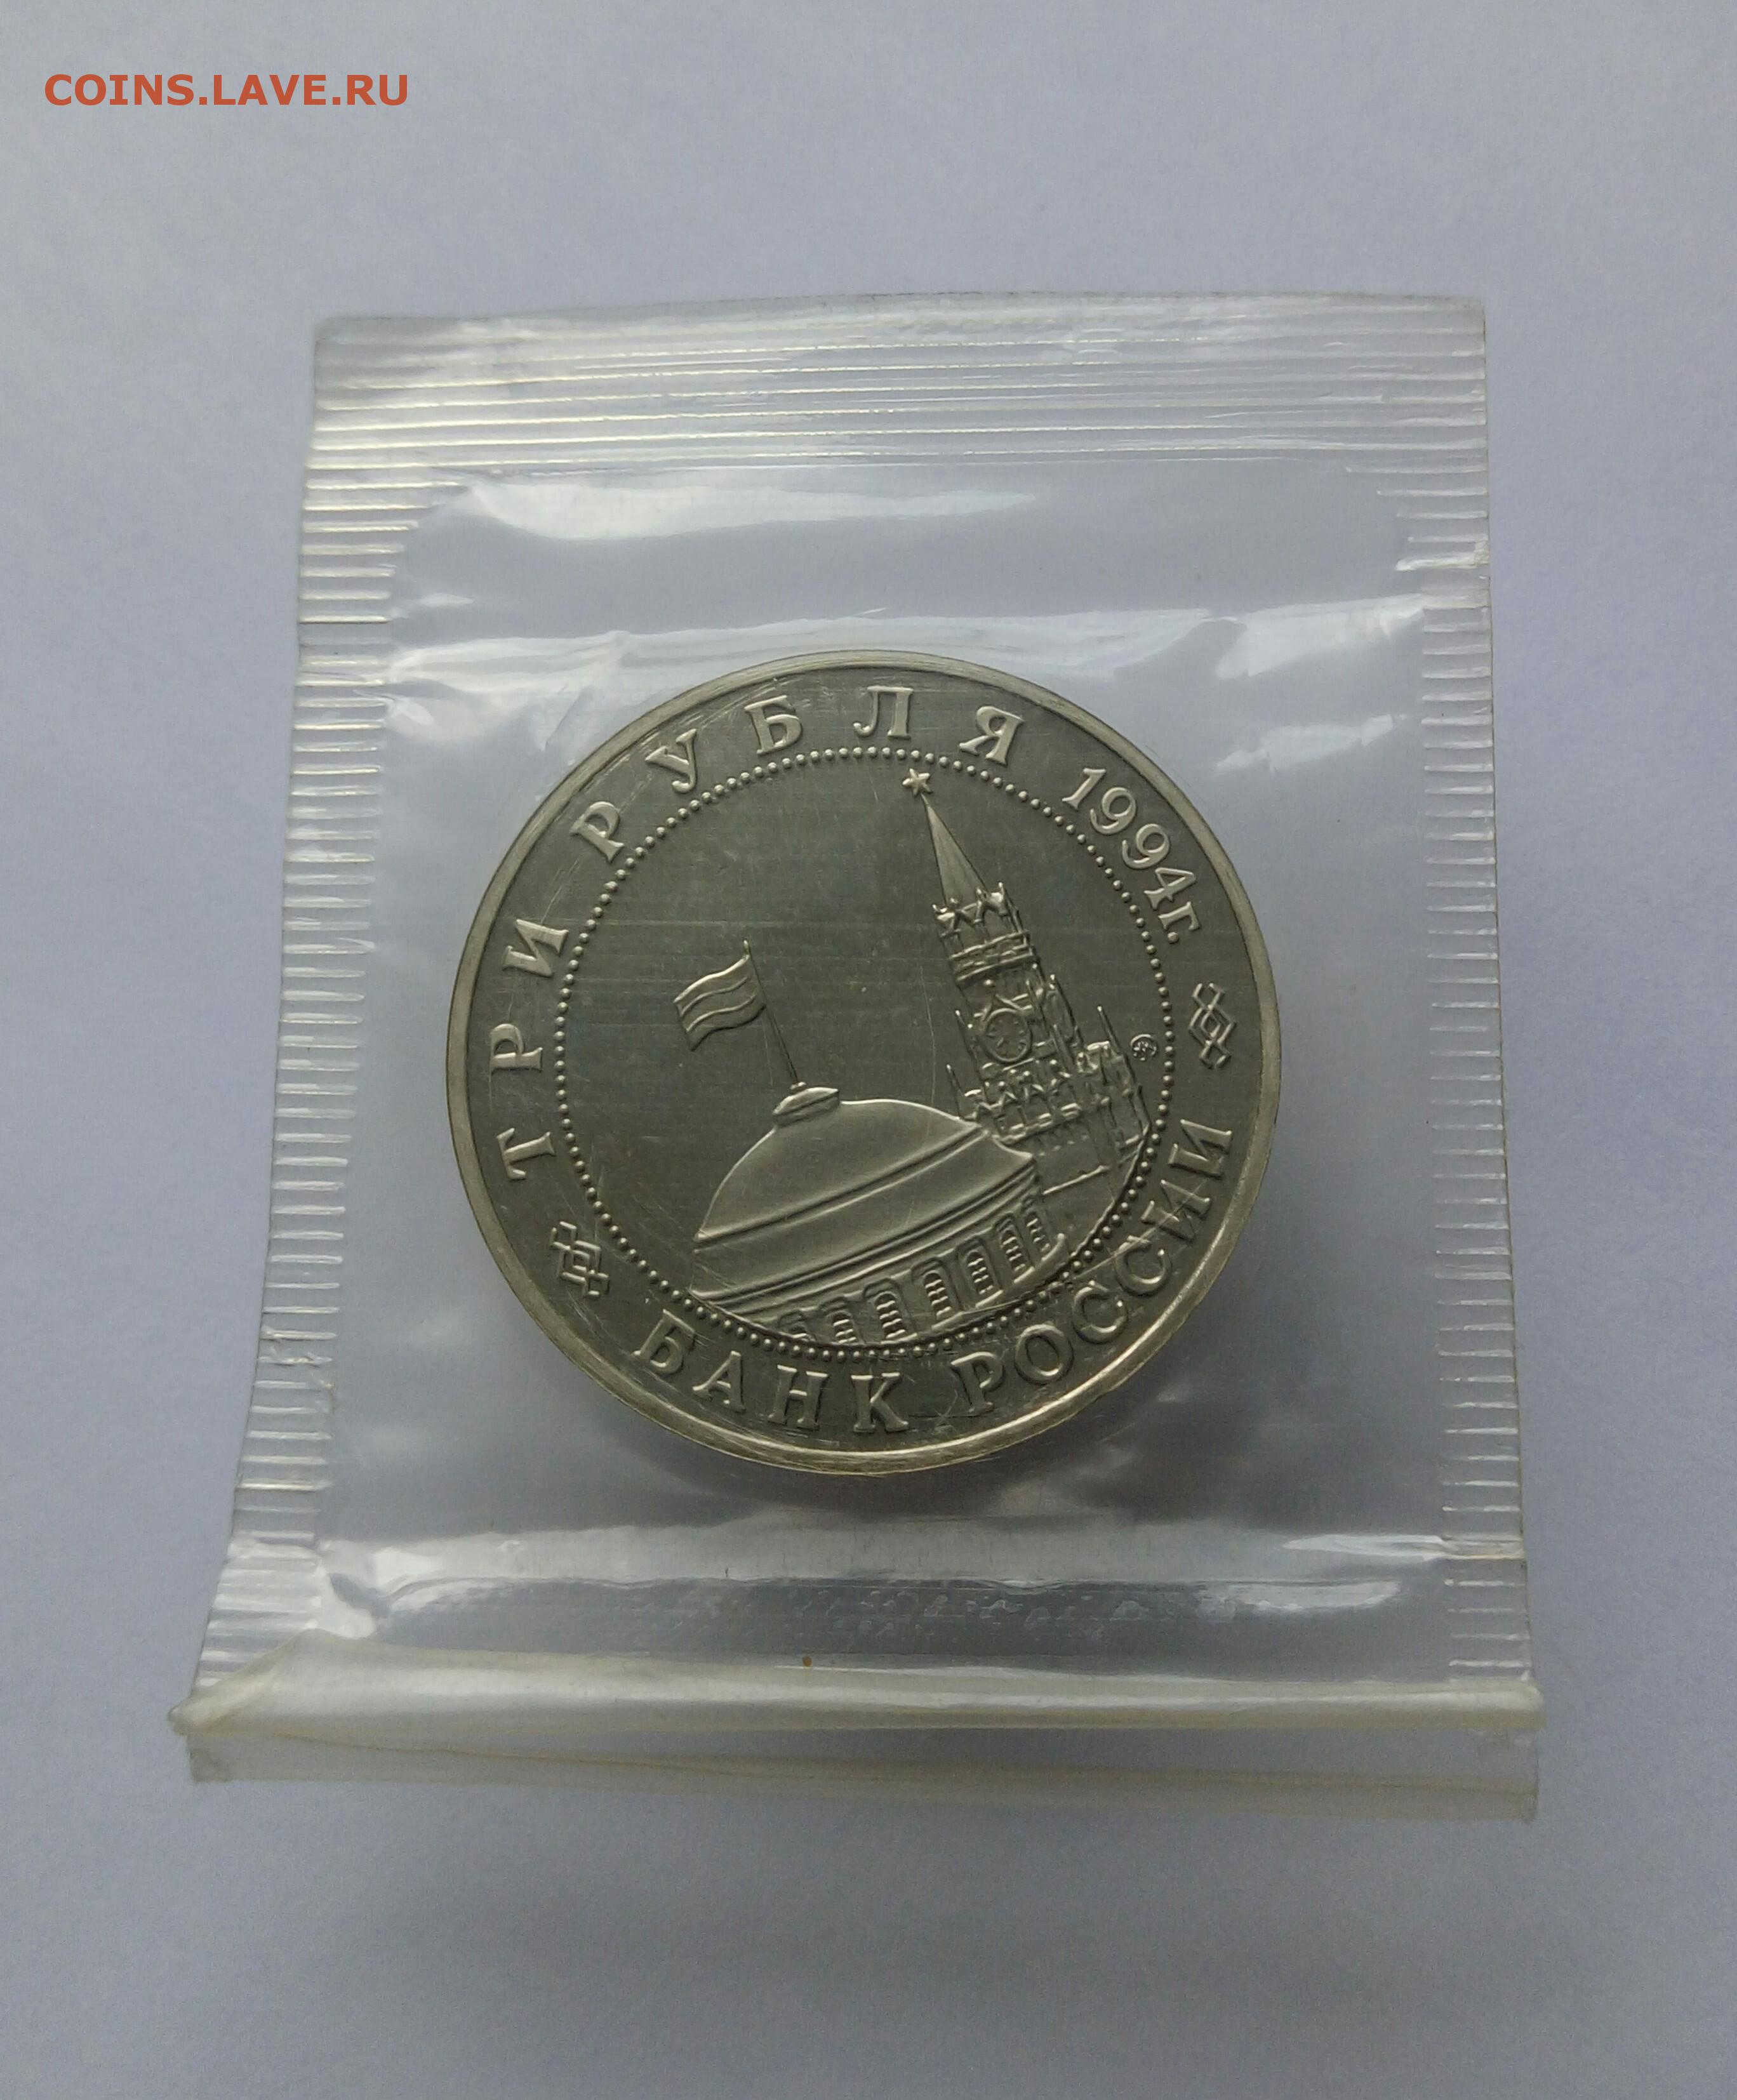 COINS.LAVE.RU
ТРИ РУБЛЯ 1994г.
БАНК РОССИИ